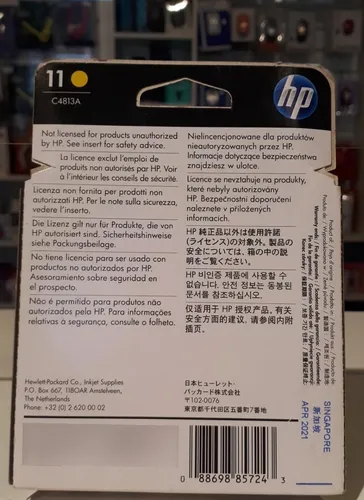 11
C4813A
hp
Not licensed for products unauthorized
by HP. See insert for safety advice.
La licence exclut l'emploi de
produits non autorisés par HP. Voir
à l'intérieur les conseils de sécurité.
Licenza non fornita per prodotti non
autorizzati HP. Per le note sulla sicurezza,
vedere l'inserto.
Die Lizenz gilt nur für Produkte, die von
HP autorisiert sind. Sicherheitshinweise
siehe Packungsbeilage.
No tiene licencia para ser usado con
productos no autorizados por HP.
Asesoramiento sobre seguridad en
el prospecto.
Não é permitido para produtos não
autorizados pela HP. Para informações
relativas à segurança, consulte o folheto.
Nielincencjonowane dla produktów
nieautoryzowanych przez HP.
Informacje dotyczące bezpieczeństwa
znajdziesz w ulotce.
Licence se nevztahuje na produkty,
které nebyly autorizovány
HP. Bezpečnostní doporučení
naleznete v přiložených
informacích.
HP 純正品以外は使用許諾
(ライセンス)の対象外。製品の
安全については、箱の中の説
明をご覧ください。
HP 비인증 제품에 사용할 수
없습니다. 안전 정보는 동봉된
문서를 참조하십시오.
仅适用于 HP 授权产品。有关
安全方面的建议, 请参阅内附
插页。
Hewlett-Packard Co., Inkjet Supplies
P.O. Box 667, 1180AR Amstelveen,
The Netherlands
Phone: +32 (0) 2 620 00 02
日本ヒューレット・
パッカード株式会社
〒102-0076
東京都千代田区五番町7番地
SINGAPORE
新加坡
APR 2021
0 88698 85724 3